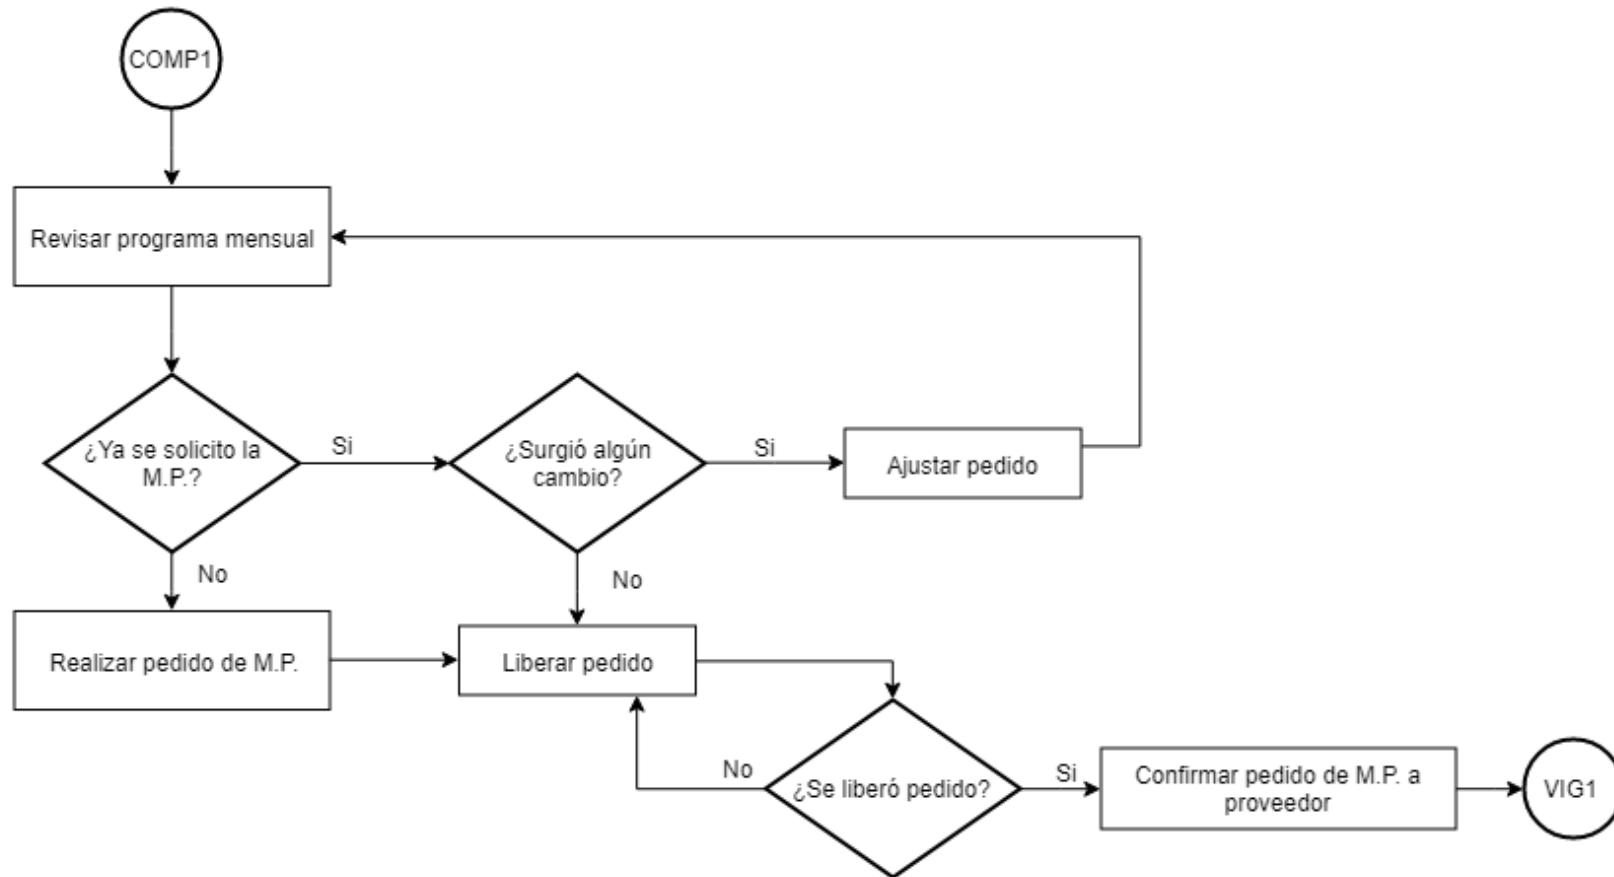 COMP1
Revisar programa mensual
¿Ya se solicito la
M.P.?
Si
¿Surgió algún
cambio?
Si
Ajustar pedido
No
No
Realizar pedido de M.P.
Liberar pedido
No
¿Se liberó pedido?
Si
Confirmar pedido de M.P. a
proveedor
VIG1